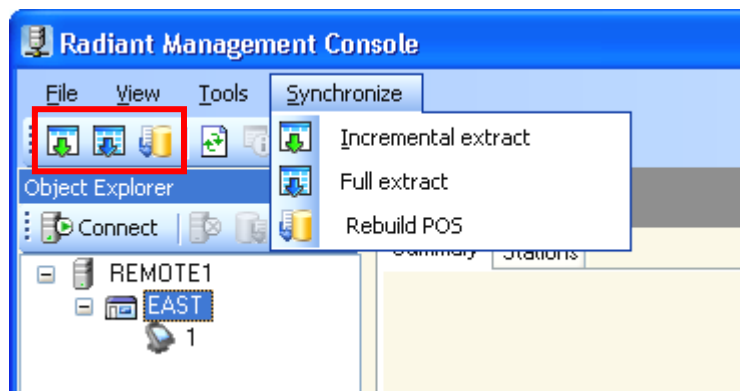 Radiant Management Console
File View Tools Synchronize
Incremental extract
Full extract
Rebuild POS
Object Explorer
Connect
Summary Stations
REMOTE1
EAST
1